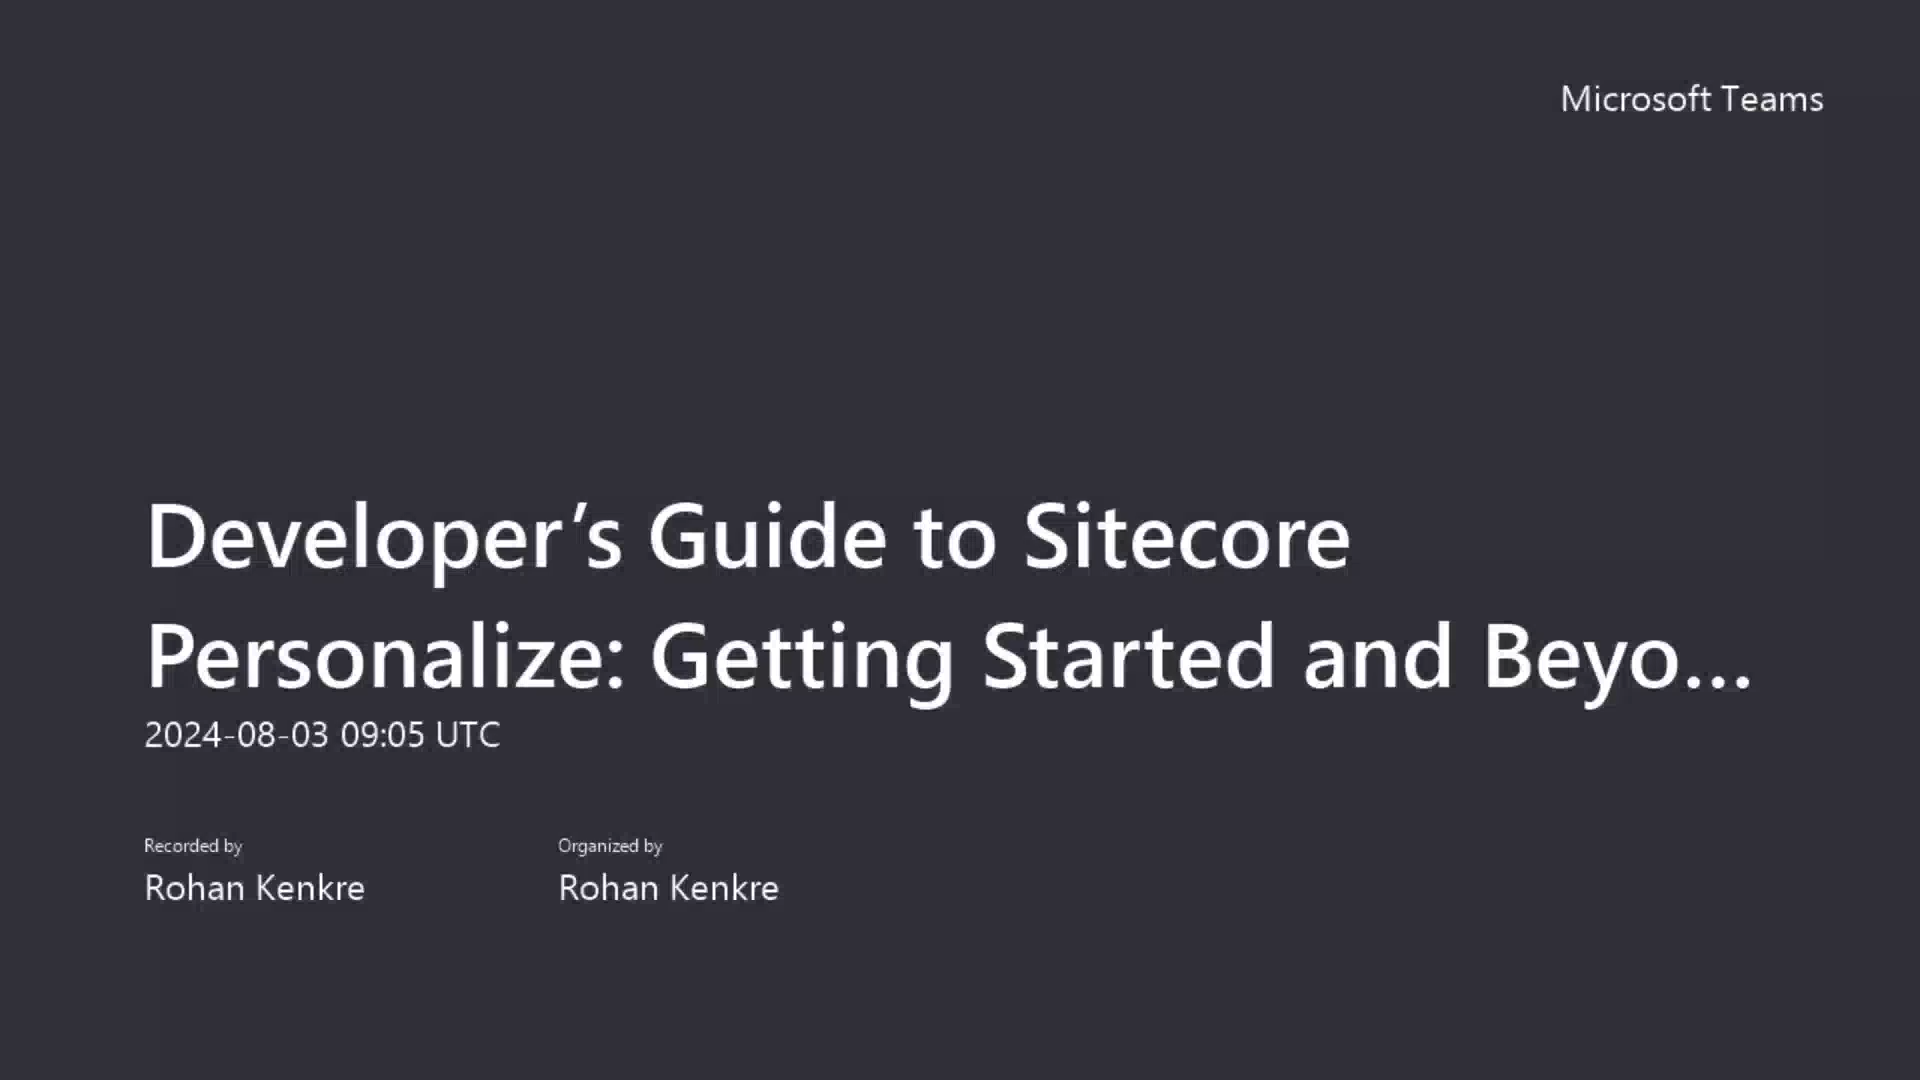 Microsoft Teams
Developer’s Guide to Sitecore
Personalize: Getting Started and Beyo...
2024-08-03 09:05 UTC
Recorded by
Organized by
Rohan Kenkre
Rohan Kenkre